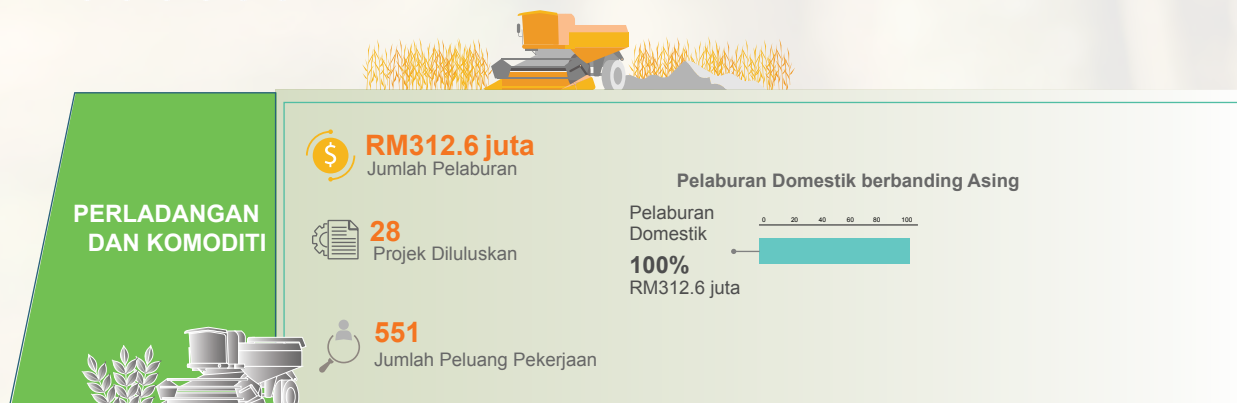 PERLADANGAN
DAN KOMODITI
RM312.6 juta
Jumlah Pelaburan
28
Projek Diluluskan
551
Jumlah Peluang Pekerjaan
Pelaburan Domestik berbanding Asing
Pelaburan
Domestik
100%
RM312.6 juta
0 20 40 60 80 100
$